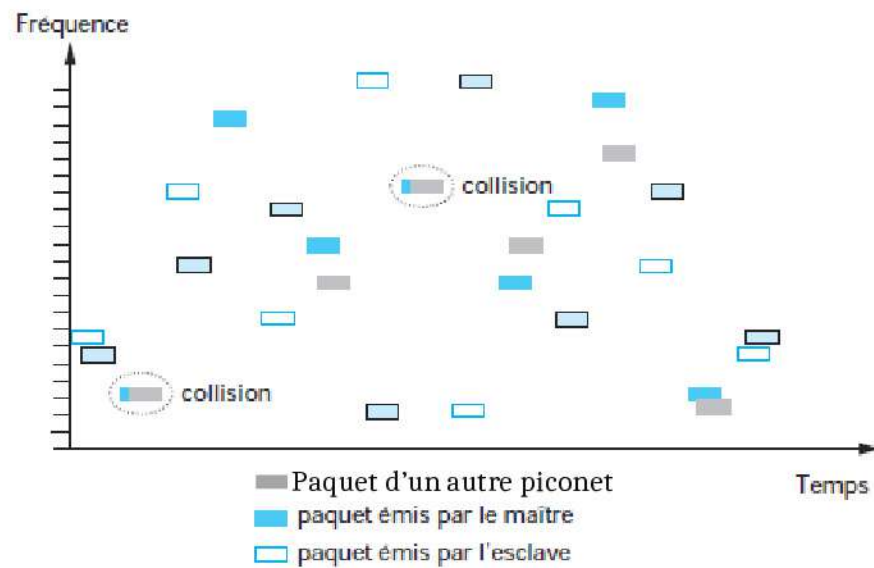 Fréquence
collision
collision
Temps
Paquet d'un autre piconet
paquet émis par le maître
paquet émis par l'esclave